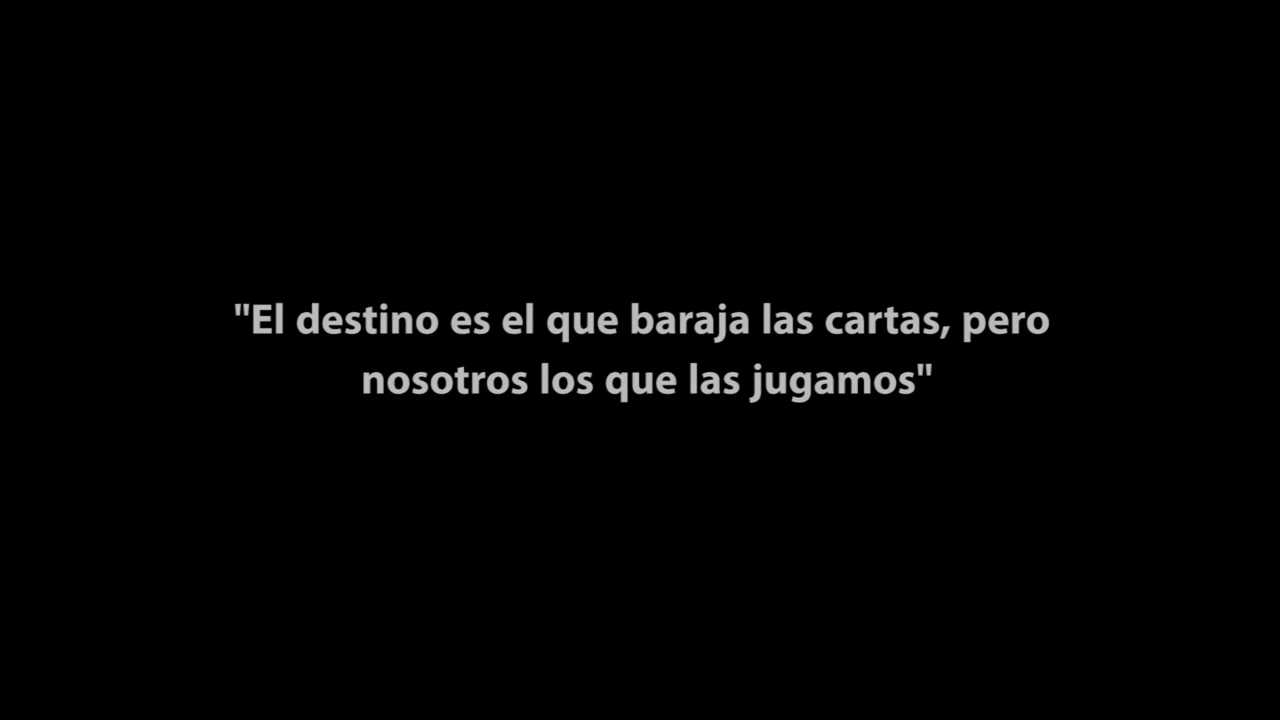 "El destino es el que baraja las cartas, pero
nosotros los que las jugamos"